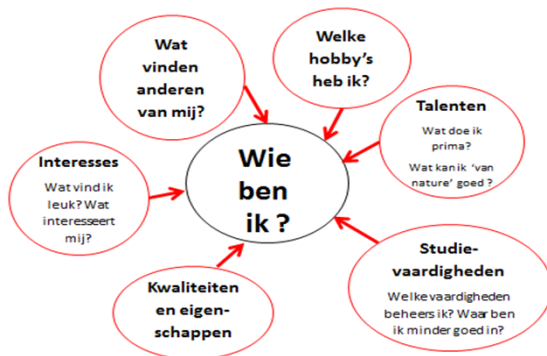 Wat
vinden
anderen
van mij?
Welke
hobby's
heb ik?
Talenten
Wat doe ik
prima?
Wat kan ik 'van
nature' goed ?
Interesses
Wat vind ik
leuk? Wat
interesseert
mij?
Wie
ben
ik ?
Studie-
vaardigheden
Welke vaardigheden
beheers ik? Waar ben
ik minder goed in?
Kwaliteiten
en eigen-
schappen